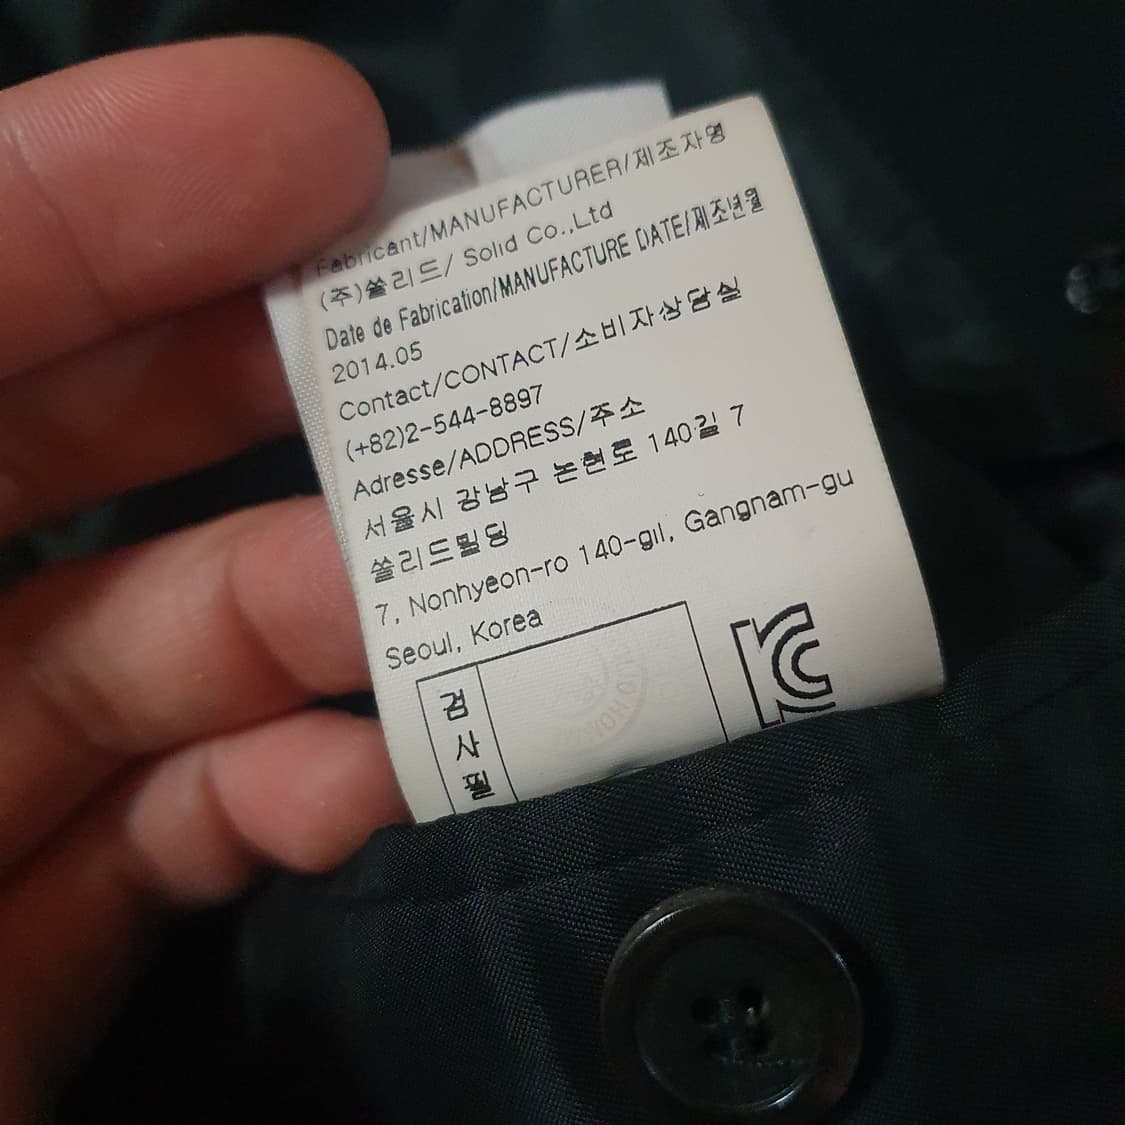 Fabricant/MANUFACTURER/제조자명
(주)쏠리드/ Solid Co.,Ltd
Date de Fabrication/MANUFACTURE DATE/제조년월
2014.05
Contact/CONTACT/소비자상담실
(+82)2-544-8897
Adresse/ADDRESS/주소
서울시 강남구 논현로 140길 7
쏠리드빌딩
7, Nonhyeon-ro 140-gil, Gangnam-gu
Seoul, Korea
검
사
필